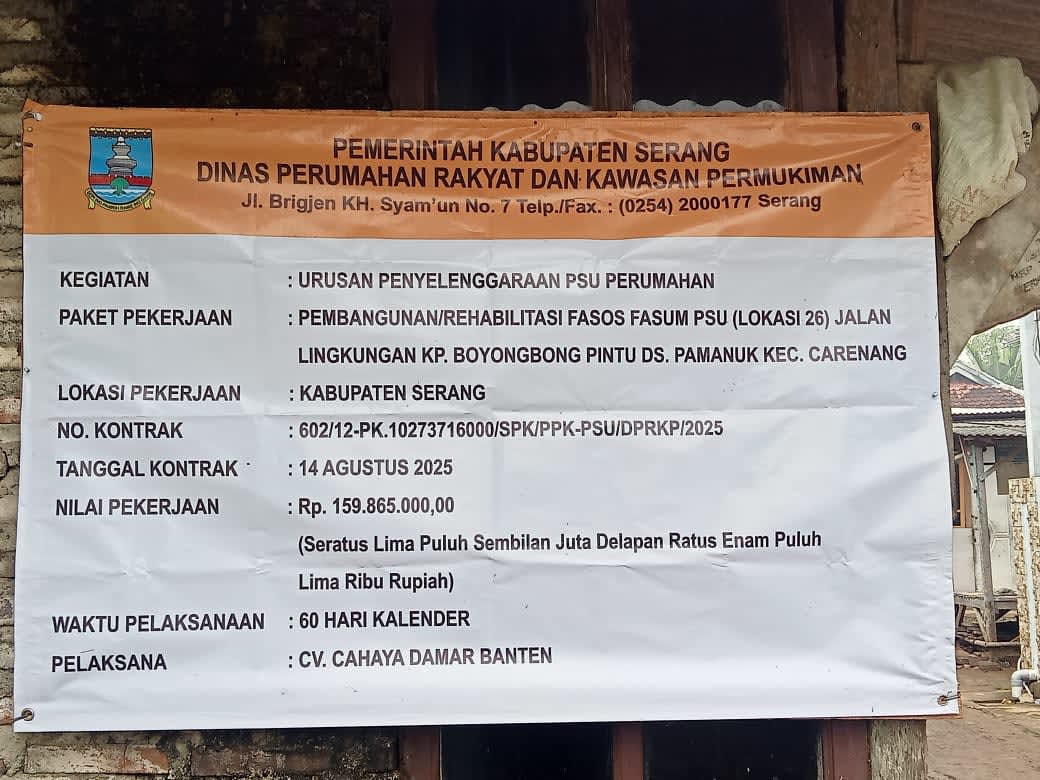 PEMERINTAH KABUPATEN SERANG
DINAS PERUMAHAN RAKYAT DAN KAWASAN PERMUKIMAN
Jl. Brigjen KH. Syam'un No. 7 Telp./Fax. : (0254) 2000177 Serang
KEGIATAN : URUSAN PENYELENGGARAAN PSU PERUMAHAN
PAKET PEKERJAAN : PEMBANGUNAN/REHABILITASI FASOS FASUM PSU (LOKASI 26) JALAN
LINGKUNGAN KP. BOYONGBONG PINTU DS. PAMANUK KEC. CARENANG
LOKASI PEKERJAAN : KABUPATEN SERANG
NO. KONTRAK : 602/12-PK.10273716000/SPK/PPK-PSU/DPRKP/2025
TANGGAL KONTRAK : 14 AGUSTUS 2025
NILAI PEKERJAAN : Rp. 159.865.000,00
(Seratus Lima Puluh Sembilan Juta Delapan Ratus Enam Puluh
Lima Ribu Rupiah)
WAKTU PELAKSANAAN : 60 HARI KALENDER
PELAKSANA : CV. CAHAYA DAMAR BANTEN